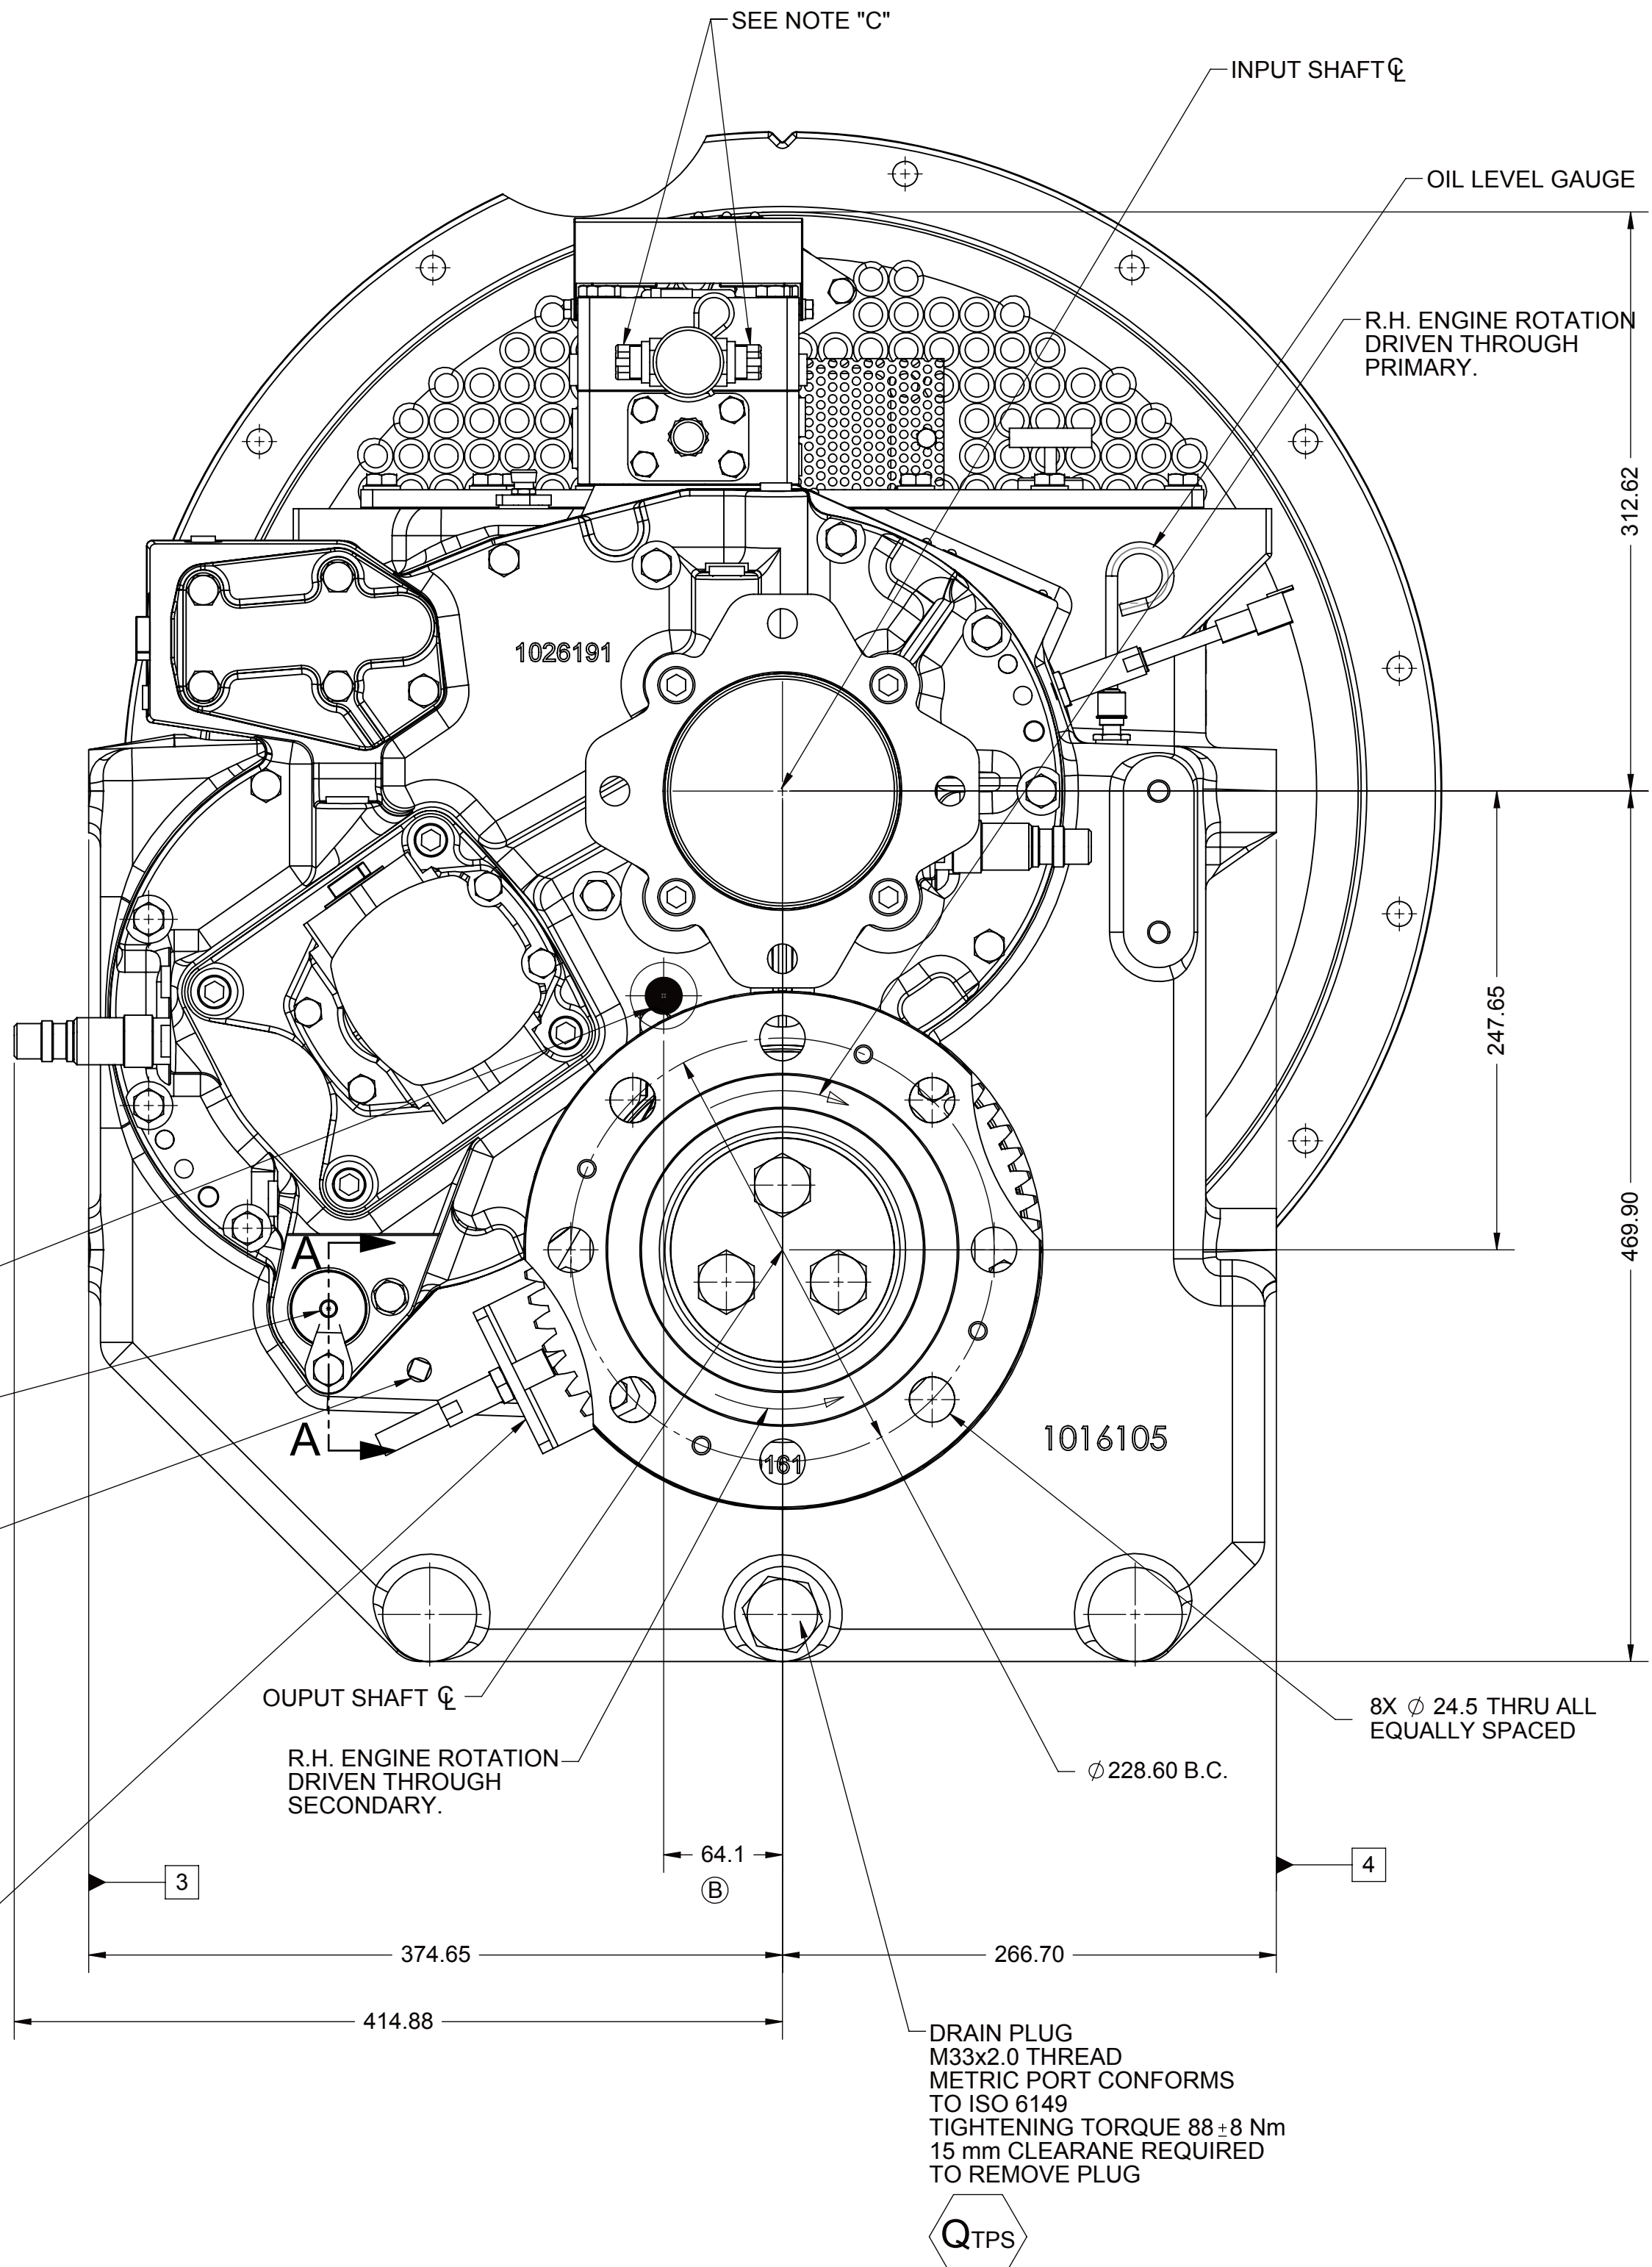 SEE NOTE "C"
INPUT SHAFT ℄
OIL LEVEL GAUGE
R.H. ENGINE ROTATION
DRIVEN THROUGH
PRIMARY.
312.62
1026191
247.65
469.90
A
A
161
1016105
OUPUT SHAFT ℄
R.H. ENGINE ROTATION
DRIVEN THROUGH
SECONDARY.
8X ∅ 24.5 THRU ALL
EQUALLY SPACED
∅228.60 B.C.
64.1
B
3
4
374.65
266.70
414.88
DRAIN PLUG
M33x2.0 THREAD
METRIC PORT CONFORMS
TO ISO 6149
TIGHTENING TORQUE 88±8 Nm
15 mm CLEARANE REQUIRED
TO REMOVE PLUG
QTPS